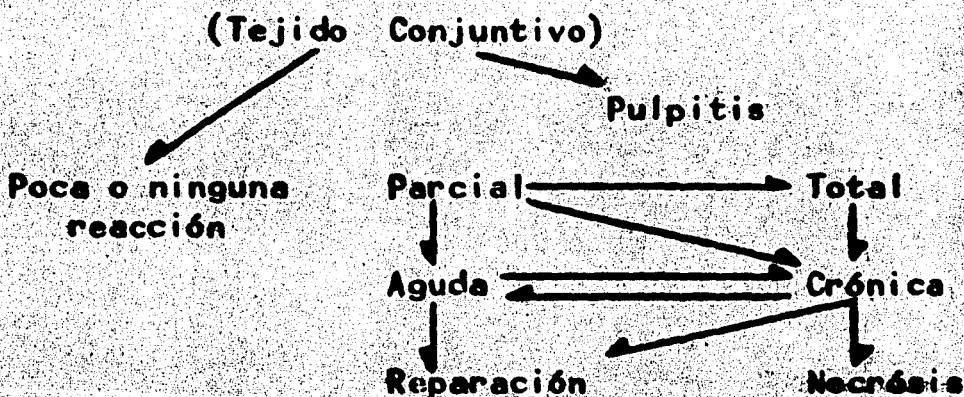 (Tejido Conjuntivo)
Pulpitis
Poca o ninguna
reacción
Parcial Total
Aguda Crónica
Reparación Necrósis